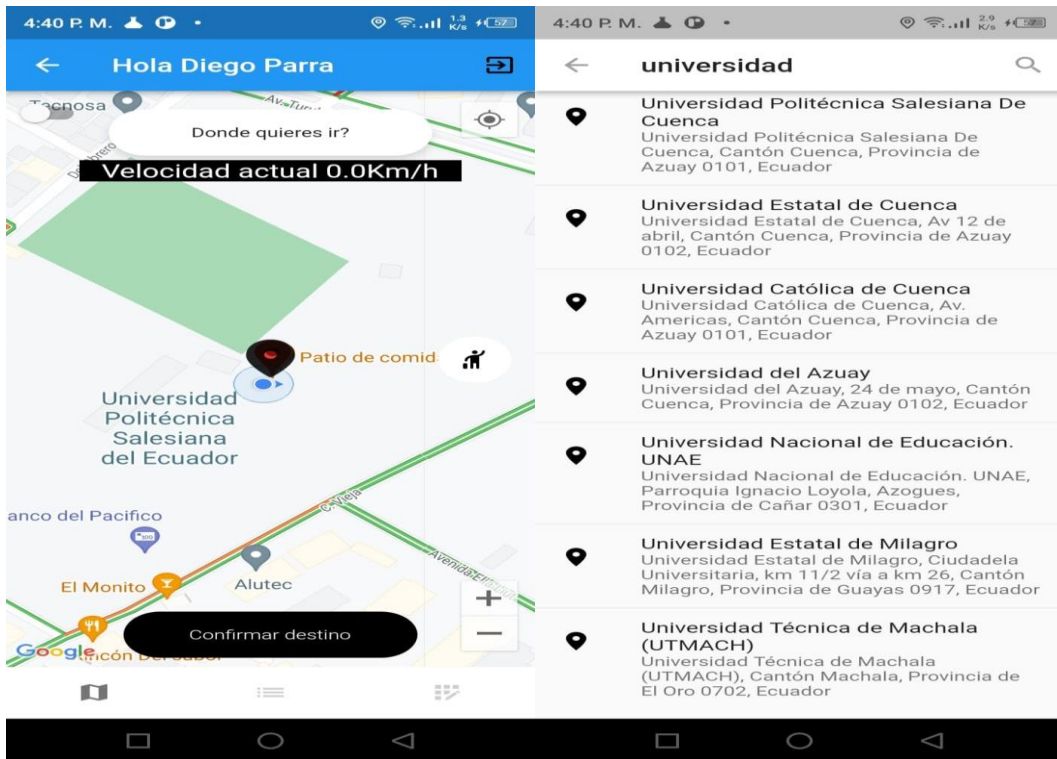 4:40 P. M.
1.3
K/s
57
Hola Diego Parra
Tecnosa
Donde quieres ir?
Velocidad actual 0.0Km/h
Patio de comid
Universidad
Politécnica
Salesiana
del Ecuador
C. Vieja
anco del Pacifico
El Monito
Alutec
Confirmar destino
Google
+
−
4:40 P. M.
2.9
K/s
universidad
Universidad Politécnica Salesiana De
Cuenca
Universidad Politécnica Salesiana De
Cuenca, Cantón Cuenca, Provincia de
Azuay 0101, Ecuador
Universidad Estatal de Cuenca
Universidad Estatal de Cuenca, Av 12 de
abril, Cantón Cuenca, Provincia de Azuay
0102, Ecuador
Universidad Católica de Cuenca
Universidad Católica de Cuenca, Av.
Americas, Cantón Cuenca, Provincia de
Azuay 0101, Ecuador
Universidad del Azuay
Universidad del Azuay, 24 de mayo, Cantón
Cuenca, Provincia de Azuay 0102, Ecuador
Universidad Nacional de Educación.
UNAE
Universidad Nacional de Educación. UNAE,
Parroquia Ignacio Loyola, Azogues,
Provincia de Cañar 0301, Ecuador
Universidad Estatal de Milagro
Universidad Estatal de Milagro, Ciudadela
Universitaria, km 11/2 vía a km 26, Cantón
Milagro, Provincia de Guayas 0917, Ecuador
Universidad Técnica de Machala
(UTMACH)
Universidad Técnica de Machala
(UTMACH), Cantón Machala, Provincia de
El Oro 0702, Ecuador